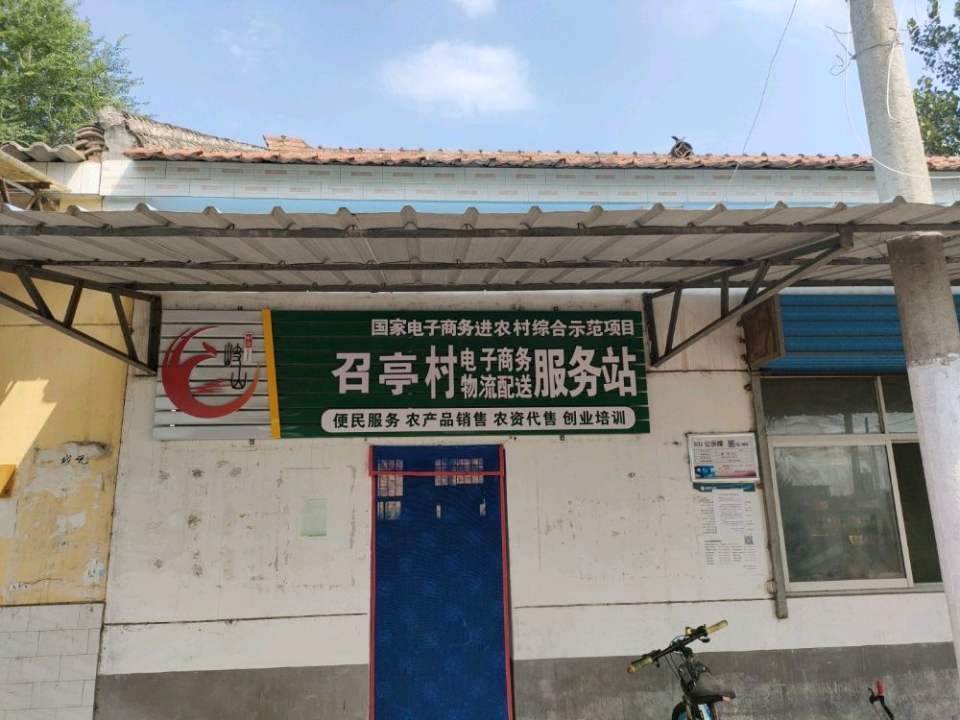 国家电子商务进农村综合示范项目
岭山
召亭村 电子商务 物流配送 服务站
便民服务 农产品销售 农资代售 创业培训